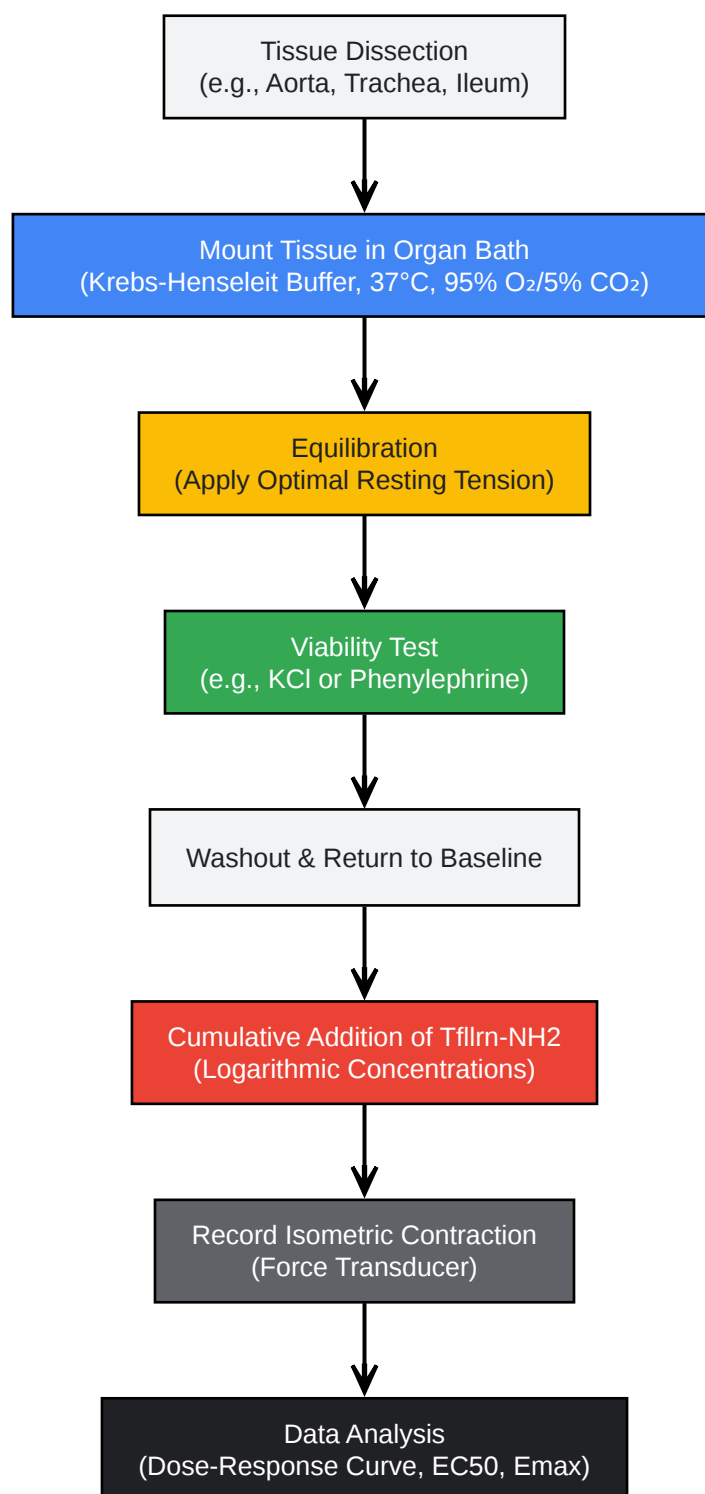 Tissue Dissection
(e.g., Aorta, Trachea, Ileum)
Mount Tissue in Organ Bath
(Krebs-Henseleit Buffer, 37°C, 95% O₂/5% CO₂)
Equilibration
(Apply Optimal Resting Tension)
Viability Test
(e.g., KCl or Phenylephrine)
Washout & Return to Baseline
Cumulative Addition of Tfllrn-NH2
(Logarithmic Concentrations)
Record Isometric Contraction
(Force Transducer)
Data Analysis
(Dose-Response Curve, EC50, Emax)